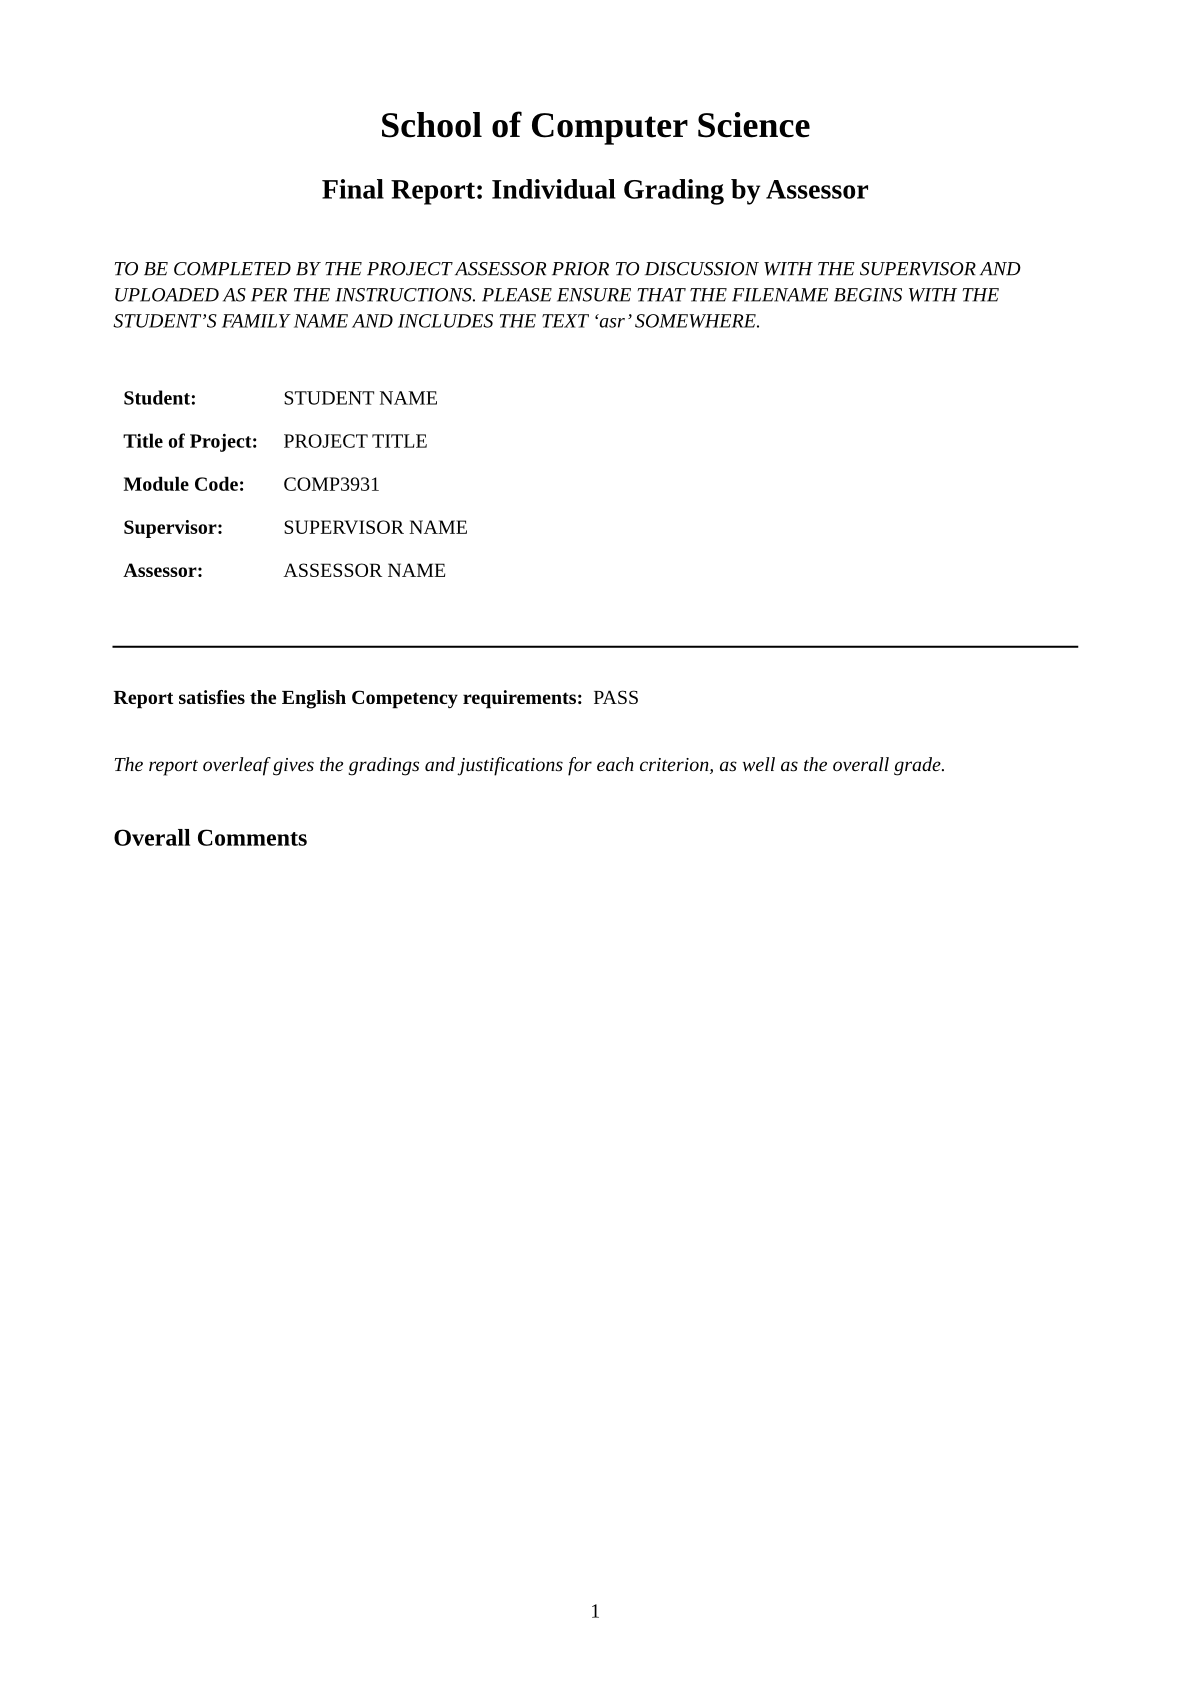 School of Computer Science
Final Report: Individual Grading by Assessor
TO BE COMPLETED BY THE PROJECT ASSESSOR PRIOR TO DISCUSSION WITH THE SUPERVISOR AND
UPLOADED AS PER THE INSTRUCTIONS. PLEASE ENSURE THAT THE FILENAME BEGINS WITH THE
STUDENT’S FAMILY NAME AND INCLUDES THE TEXT ‘asr’ SOMEWHERE.
Student: STUDENT NAME
Title of Project: PROJECT TITLE
Module Code: COMP3931
Supervisor: SUPERVISOR NAME
Assessor: ASSESSOR NAME
Report satisfies the English Competency requirements: PASS
The report overleaf gives the gradings and justifications for each criterion, as well as the overall grade.
Overall Comments
1